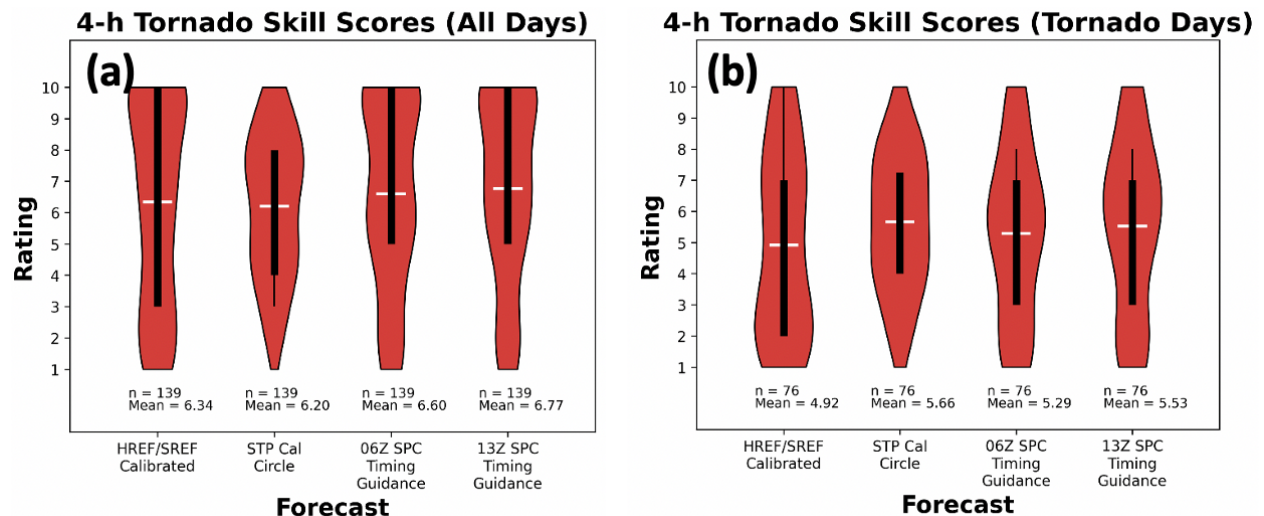 4-h Tornado Skill Scores (All Days)
(a)
10
9
8
7
6
5
4
3
2
1
Rating
n = 139
Mean = 6.34
n = 139
Mean = 6.20
n = 139
Mean = 6.60
n = 139
Mean = 6.77
HREF/SREF
Calibrated
STP Cal
Circle
06Z SPC
Timing
Guidance
13Z SPC
Timing
Guidance
Forecast
4-h Tornado Skill Scores (Tornado Days)
(b)
10
9
8
7
6
5
4
3
2
1
Rating
n = 76
Mean = 4.92
n = 76
Mean = 5.66
n = 76
Mean = 5.29
n = 76
Mean = 5.53
HREF/SREF
Calibrated
STP Cal
Circle
06Z SPC
Timing
Guidance
13Z SPC
Timing
Guidance
Forecast